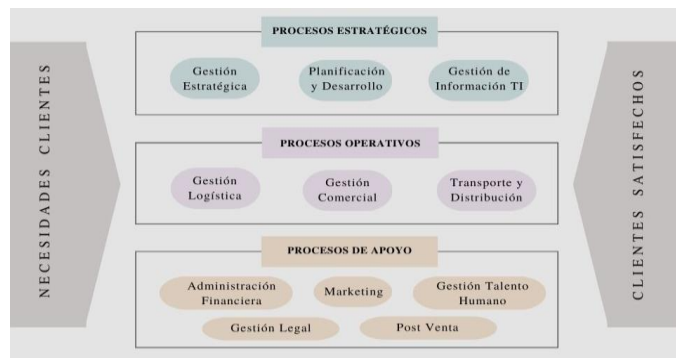 NECESIDADES CLIENTES
PROCESOS ESTRATÉGICOS
Gestión
Estratégica
Planificación
y Desarrollo
Gestión de
Información TI
PROCESOS OPERATIVOS
Gestión
Logística
Gestión
Comercial
Transporte y
Distribución
PROCESOS DE APOYO
Administración
Financiera
Marketing
Gestión Talento
Humano
Gestión Legal
Post Venta
CLIENTES SATISFECHOS